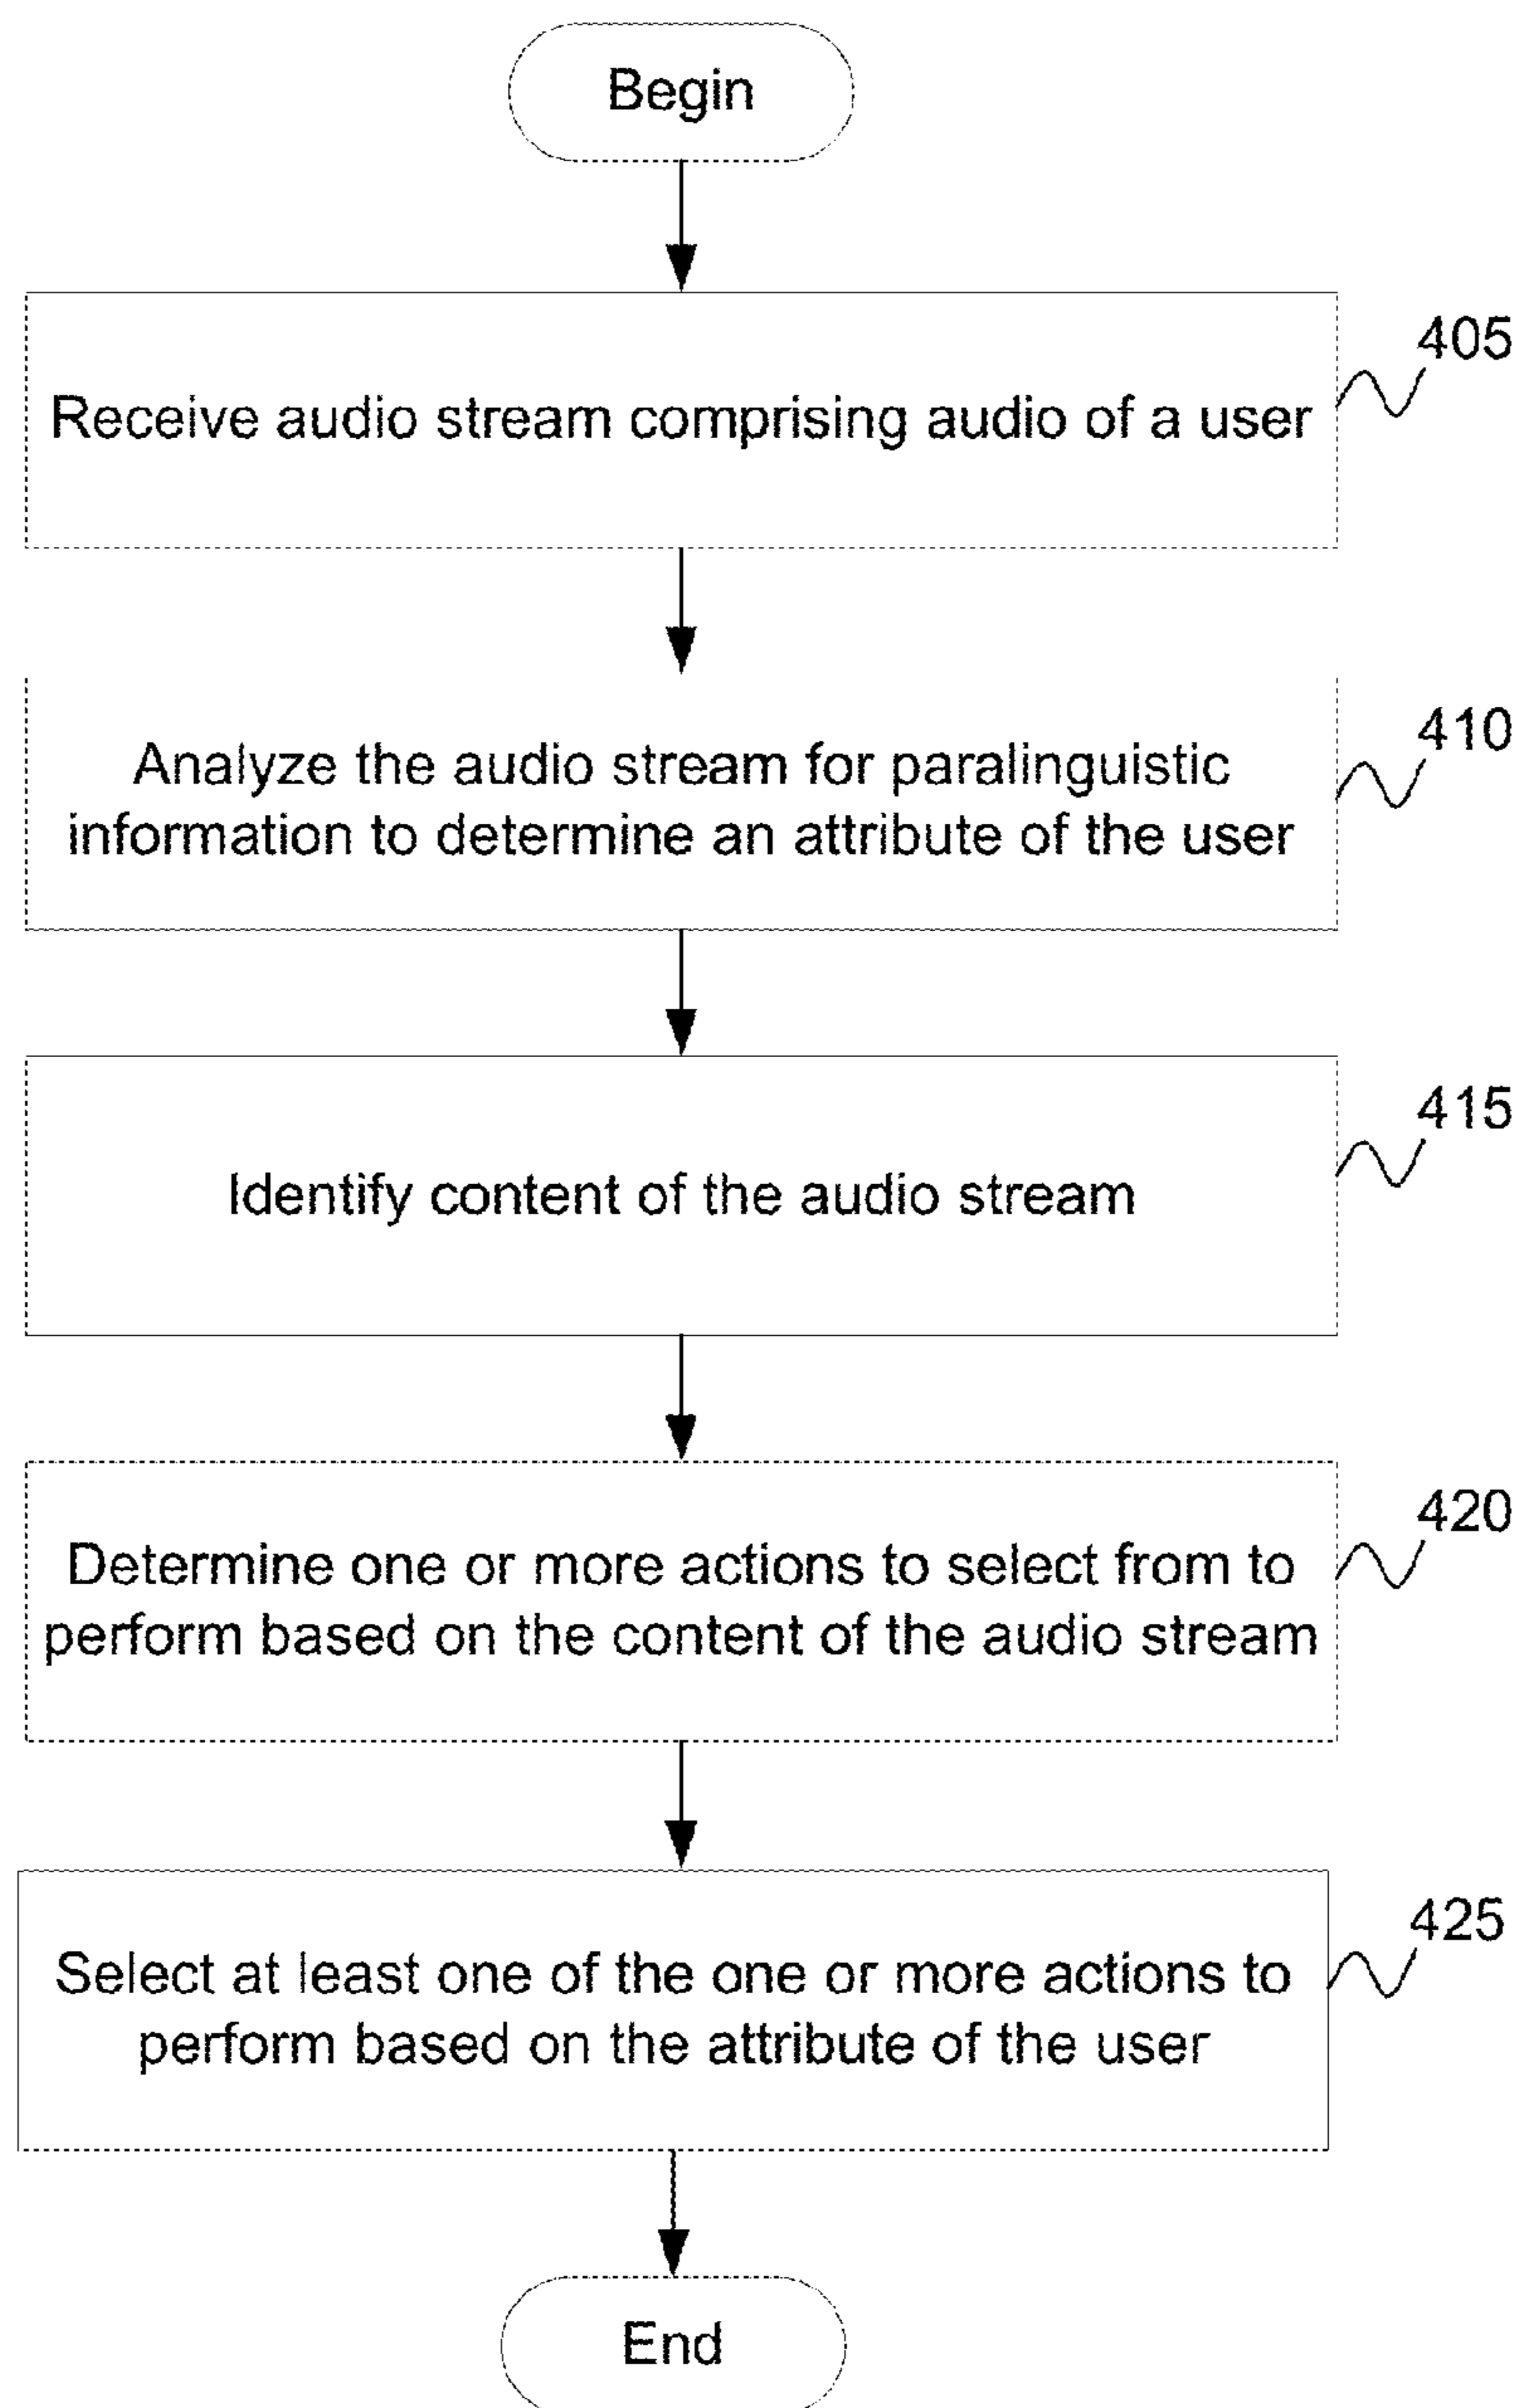 Begin
405
Receive audio stream comprising audio of a user
410
Analyze the audio stream for paralinguistic
information to determine an attribute of the user
415
Identify content of the audio stream
420
Determine one or more actions to select from to
perform based on the content of the audio stream
425
Select at least one of the one or more actions to
perform based on the attribute of the user
End